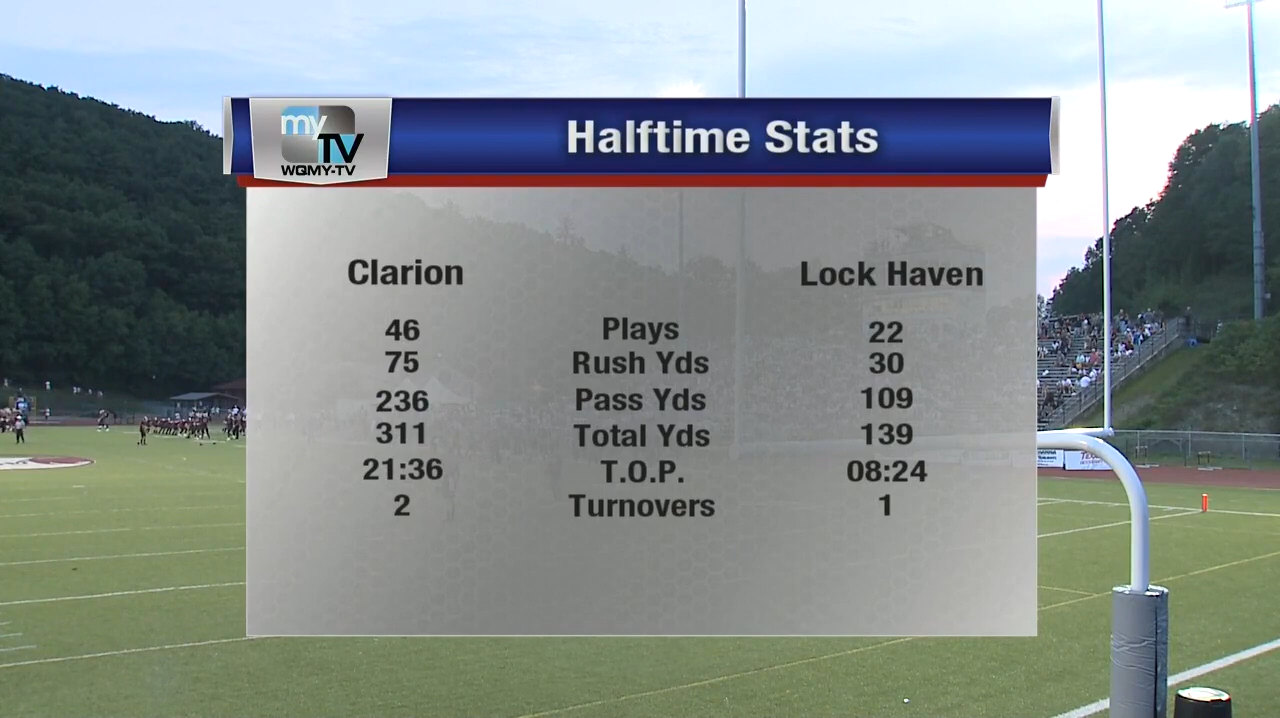 my
TV
WQMY-TV
Halftime Stats
Clarion Lock Haven
46 Plays 22
75 Rush Yds 30
236 Pass Yds 109
311 Total Yds 139
21:36 T.O.P. 08:24
2 Turnovers 1